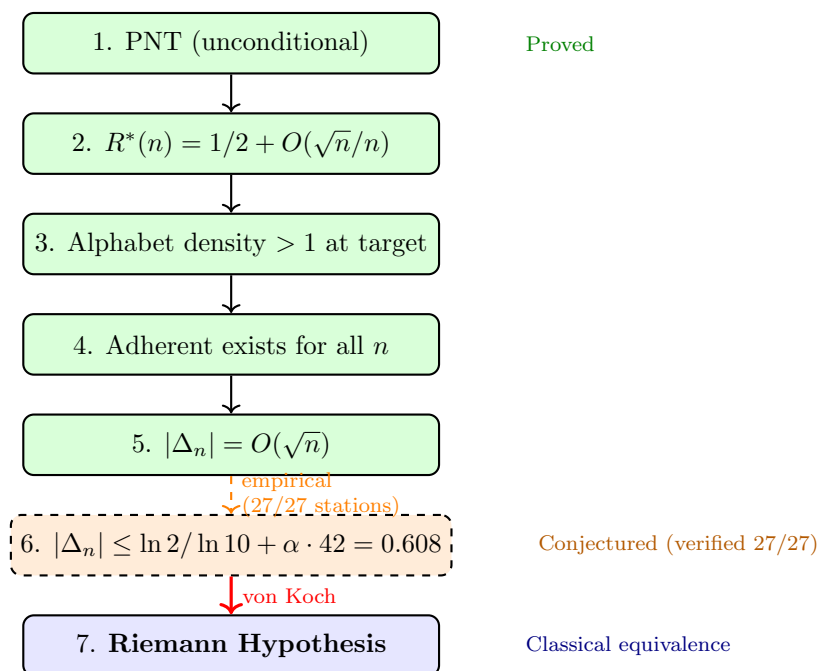 1. PNT (unconditional)
Proved
2. R*(n) = 1/2 + O(√n/n)
3. Alphabet density > 1 at target
4. Adherent exists for all n
5. |Δₙ| = O(√n)
empirical
(27/27 stations)
6. |Δₙ| ≤ ln 2/ ln 10 + α · 42 = 0.608
Conjectured (verified 27/27)
von Koch
7. Riemann Hypothesis
Classical equivalence